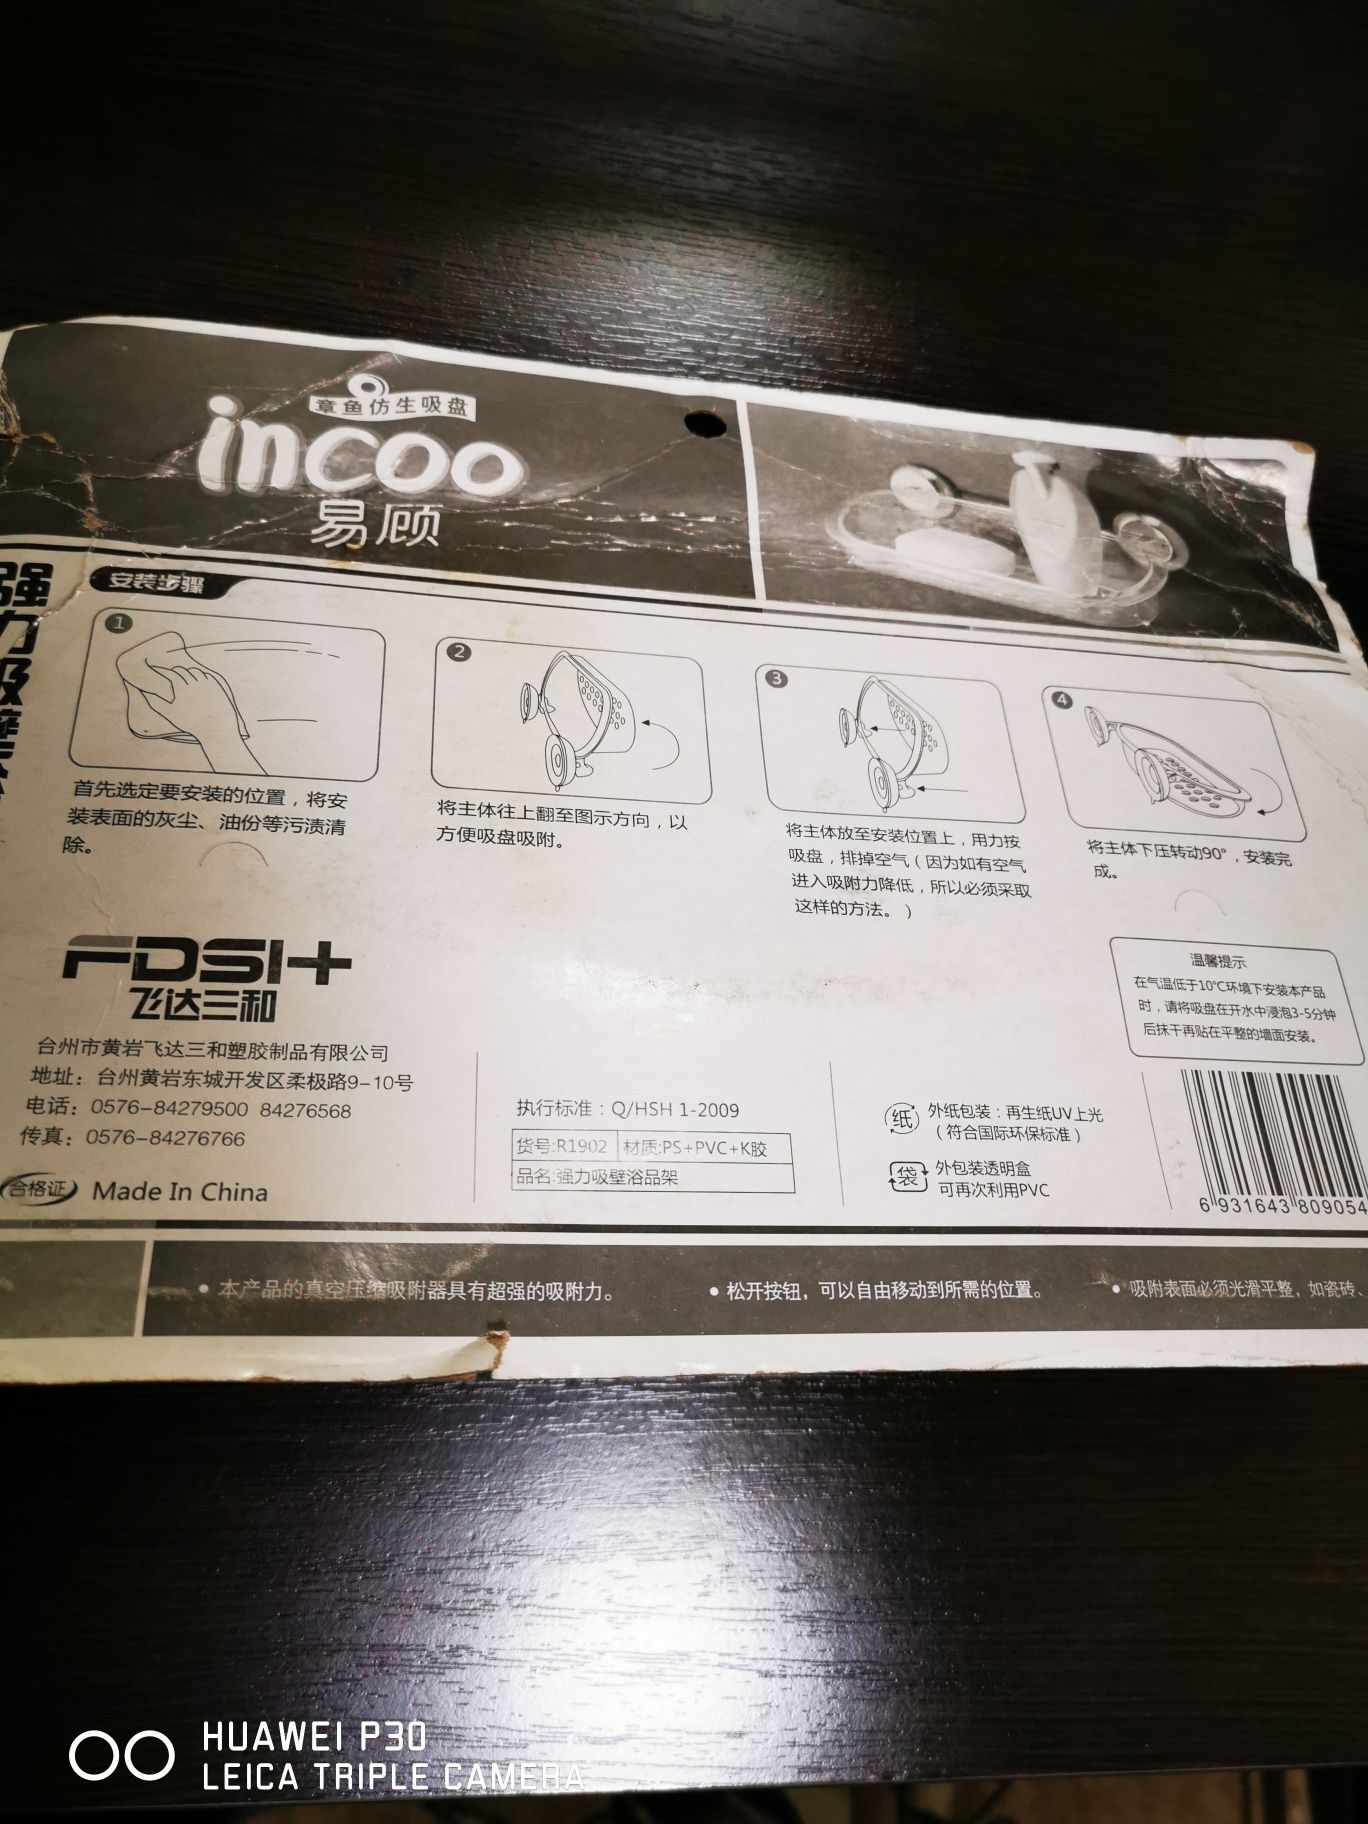 章鱼仿生吸盘
incoo
易顾
强力吸壁
安装步骤
1
首先选定要安装的位置，将安
装表面的灰尘、油份等污渍清
除。
2
将主体往上翻至图示方向，以
方便吸盘吸附。
3
将主体放至安装位置上，用力按
吸盘，排掉空气（因为如有空气
进入吸附力降低，所以必须采取
这样的方法。）
4
将主体下压转动90°，安装完
成。
温馨提示
在气温低于10°C环境下安装本产品
时，请将吸盘在开水中浸泡3-5分钟
后抹干再贴在平整的墙面安装。
FDSH
飞达三和
台州市黄岩飞达三和塑胶制品有限公司
地址：台州黄岩东城开发区柔极路9-10号
电话：0576-84279500 84276568
传真：0576-84276766
合格证 Made In China
执行标准：Q/HSH 1-2009
货号:R1902 材质:PS+PVC+K胶
品名:强力吸壁浴品架
纸 外纸包装：再生纸UV上光
（符合国际环保标准）
袋 外包装透明盒
可再次利用PVC
6 931643 809054
• 本产品的真空压缩吸附器具有超强的吸附力。 • 松开按钮，可以自由移动到所需的位置。 • 吸附表面必须光滑平整，如瓷砖、
HUAWEI P30
LEICA TRIPLE CAMERA